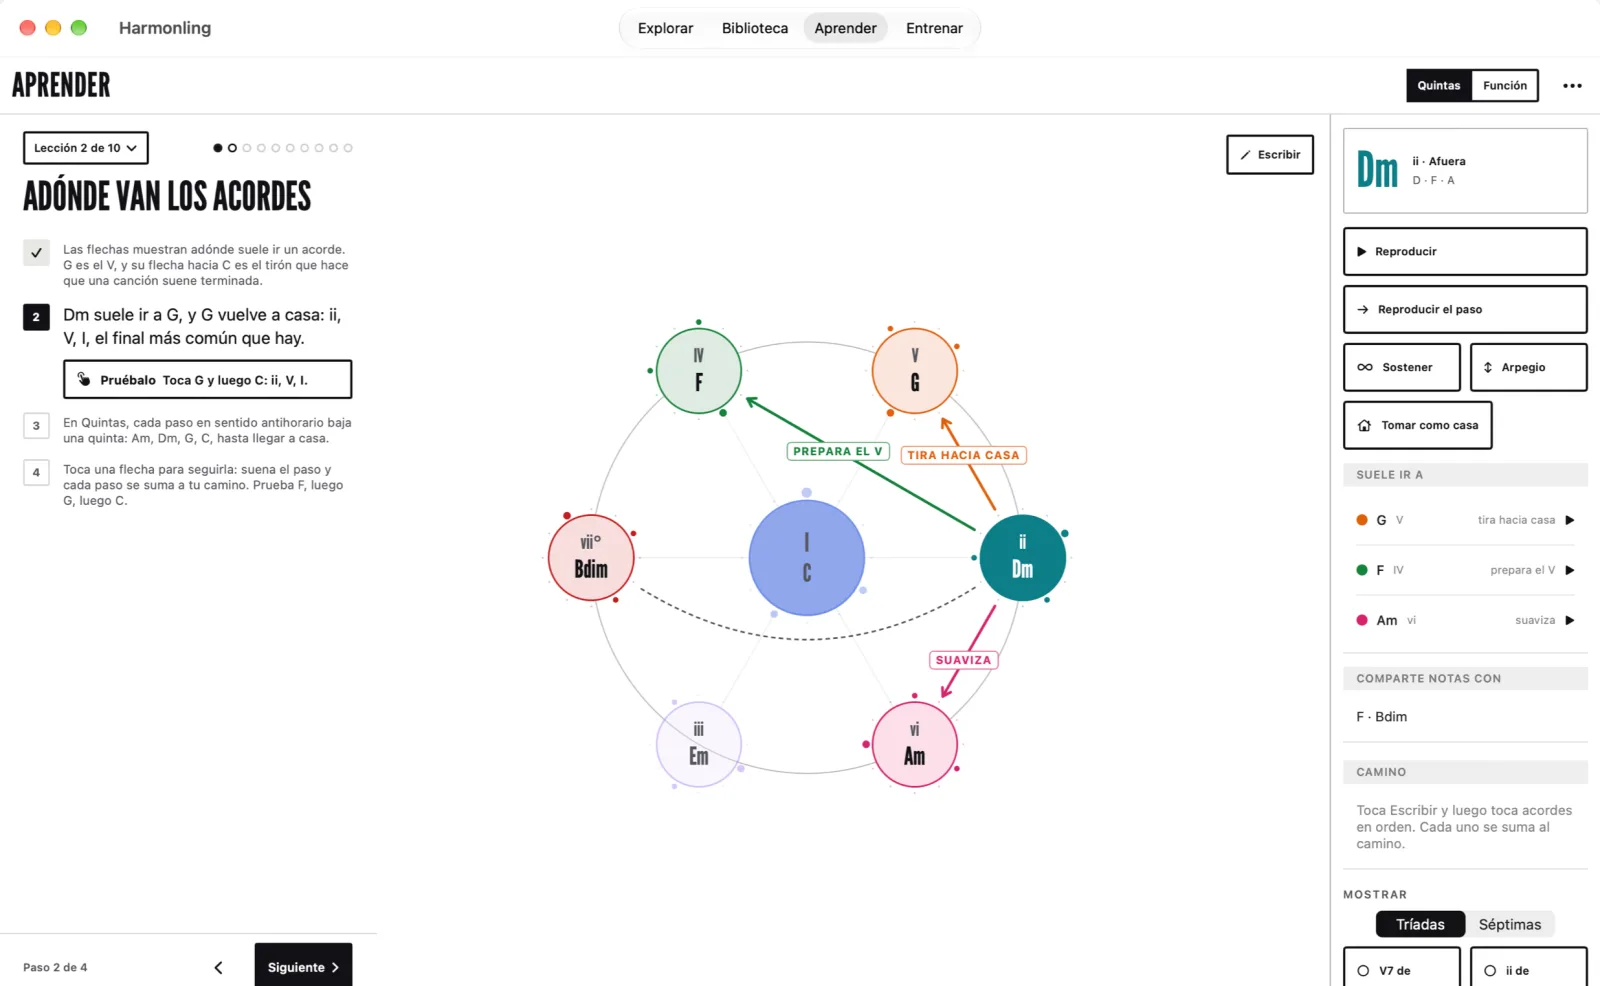 Harmonling
Explorar
Biblioteca
Aprender
Entrenar
APRENDER
Quintas
Función
Lección 2 de 10
ADÓNDE VAN LOS ACORDES
Las flechas muestran adónde suele ir un acorde.
G es el V, y su flecha hacia C es el tirón que hace
que una canción suene terminada.
2
Dm suele ir a G, y G vuelve a casa: ii,
V, I, el final más común que hay.
Pruébalo Toca G y luego C: ii, V, I.
3
En Quintas, cada paso en sentido antihorario baja
una quinta: Am, Dm, G, C, hasta llegar a casa.
4
Toca una flecha para seguirla: suena el paso y
cada paso se suma a tu camino. Prueba F, luego
G, luego C.
Paso 2 de 4
Siguiente
Escribir
IV
F
V
G
PREPARA EL V
TIRA HACIA CASA
vii°
Bdim
I
C
ii
Dm
SUAVIZA
iii
Em
vi
Am
Dm
ii · Afuera
D · F · A
Reproducir
Reproducir el paso
Sostener
Arpegio
Tomar como casa
SUELE IR A
G V tira hacia casa
F IV prepara el V
Am vi suaviza
COMPARTE NOTAS CON
F · Bdim
CAMINO
Toca Escribir y luego toca acordes
en orden. Cada uno se suma al
camino.
MOSTRAR
Tríadas
Séptimas
V7 de
ii de